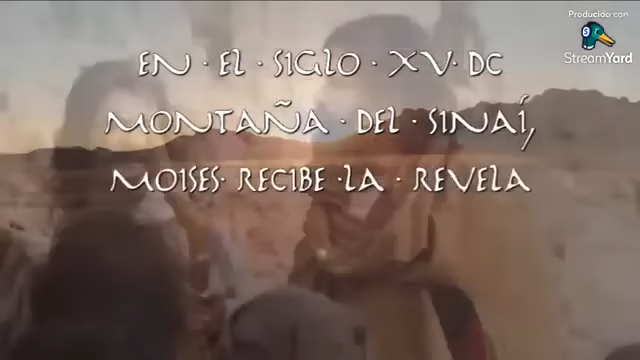 Producido con
StreamYard
EN · EL · SIGLO · XV · DC
MONTAÑA · DEL · SINAÍ,
MOISES · RECIBE · LA · REVELA